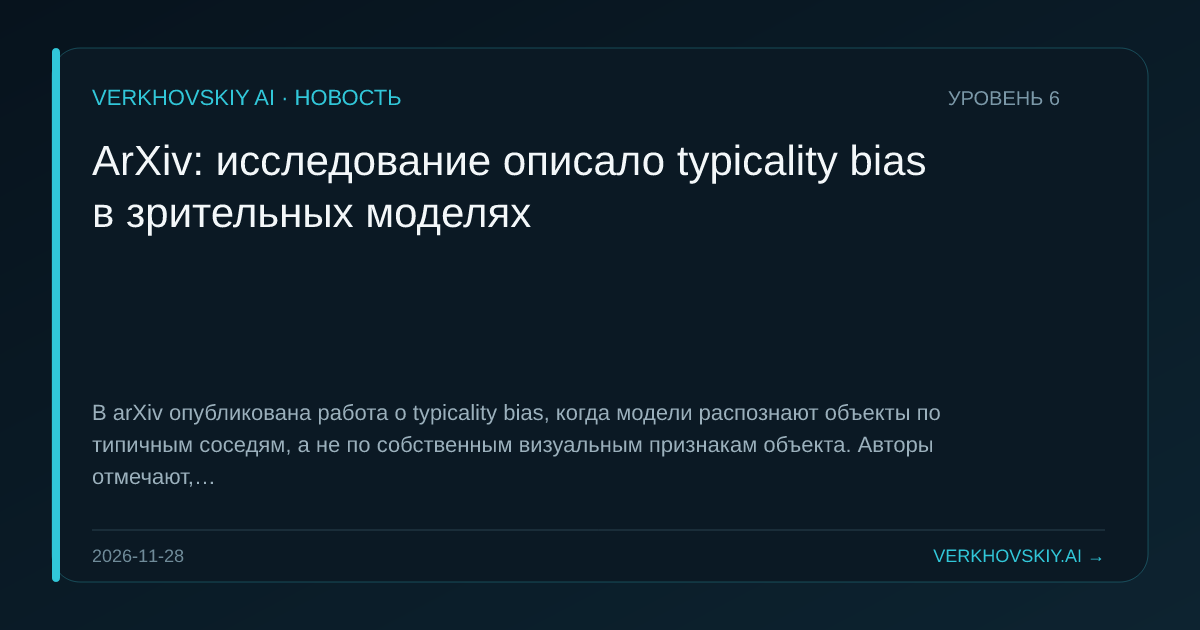 VERKHOVSKIY AI · НОВОСТЬ
УРОВЕНЬ 6
ArXiv: исследование описало typicality bias
в зрительных моделях
В arXiv опубликована работа о typicality bias, когда модели распознают объекты по
типичным соседям, а не по собственным визуальным признакам объекта. Авторы
отмечают,…
2026-11-28
VERKHOVSKIY.AI →